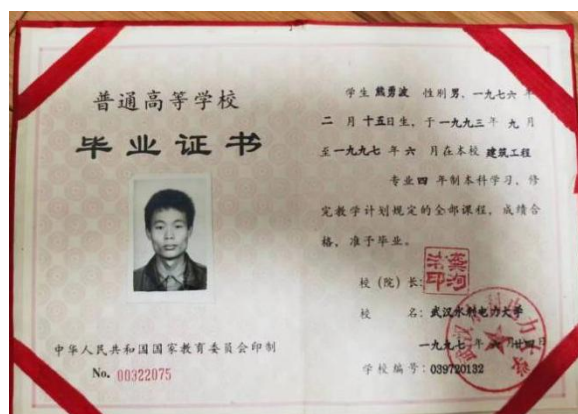 普通高等学校
毕业证书
中华人民共和国国家教育委员会印制
No. 00322075
学生 熊勇波 性别 男，一九七六 年
二 月 十五日生，于一九九三年 九 月
至一九九七 年 六 月在本校 建筑工程
专业 四 年制本科学习，修
完教学计划规定的全部课程，成绩合
格，准予毕业。
校（院）长：
校 名：武汉水利电力大学
一九九七 年 六 月 廿四日
学校编号：039720132